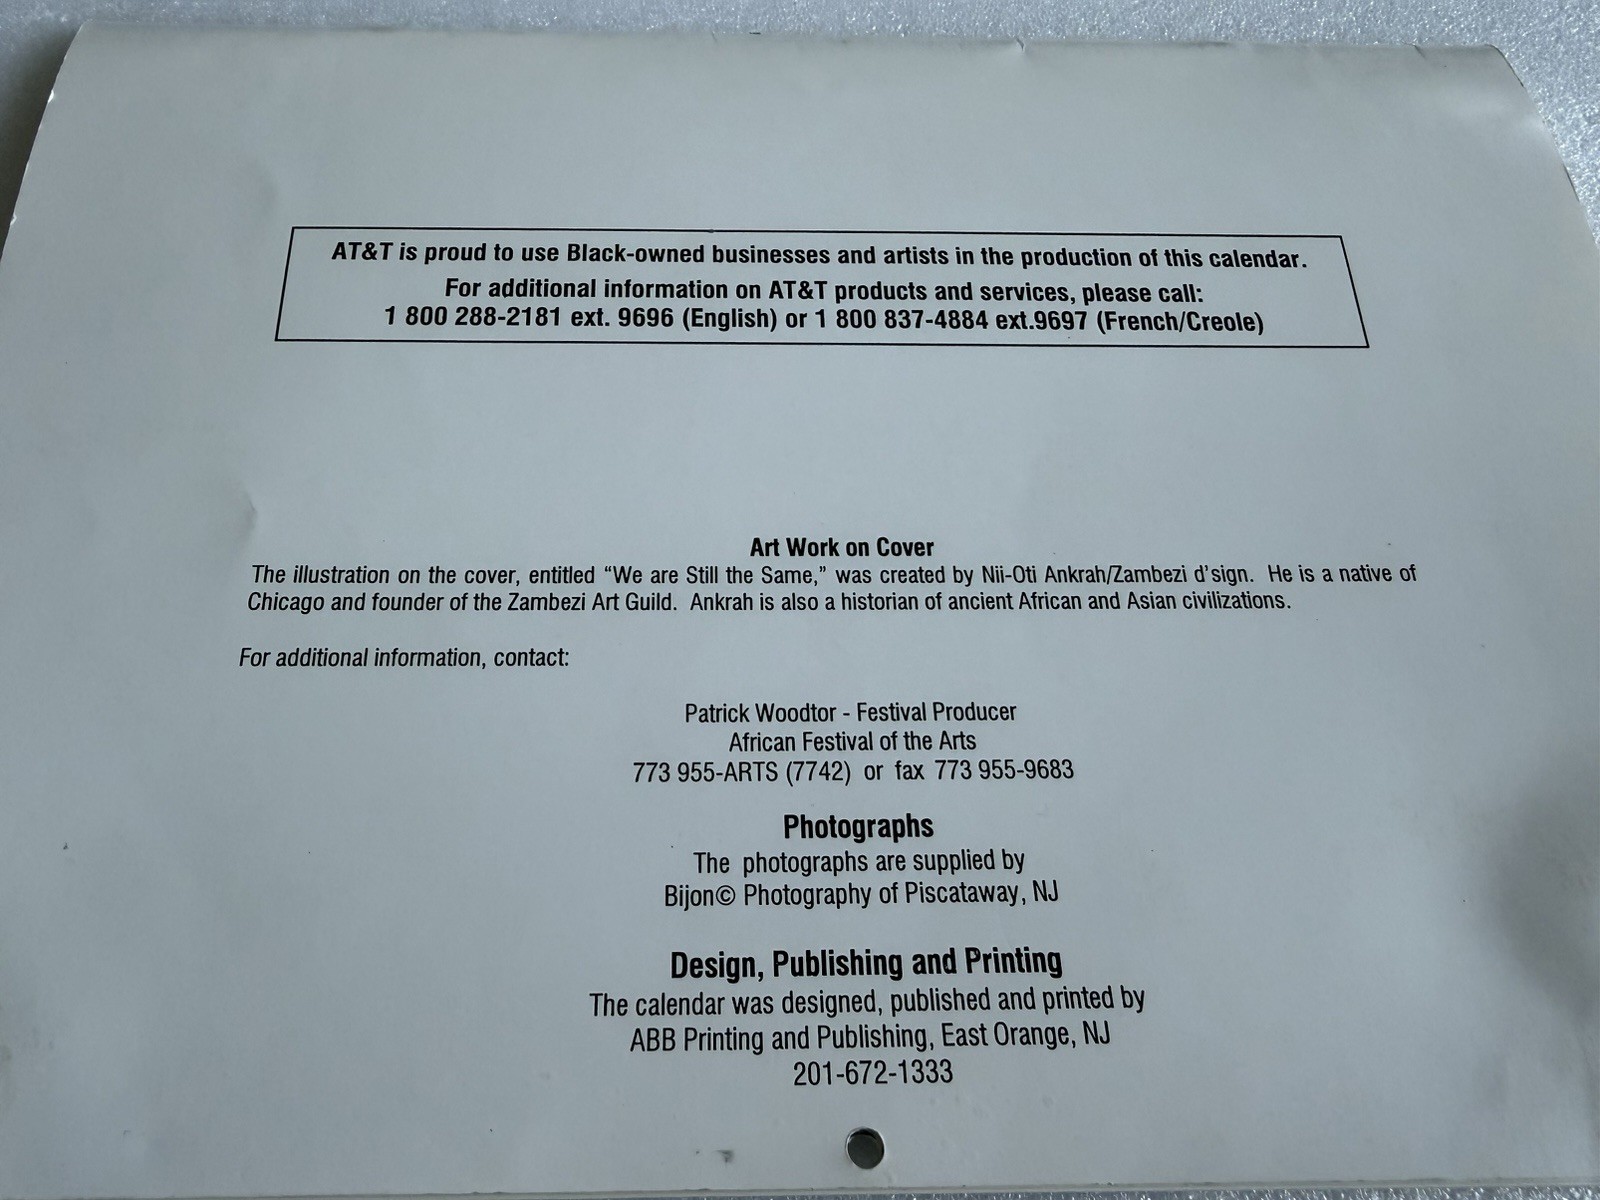 AT&T is proud to use Black-owned businesses and artists in the production of this calendar.
For additional information on AT&T products and services, please call:
1 800 288-2181 ext. 9696 (English) or 1 800 837-4884 ext.9697 (French/Creole)
Art Work on Cover
The illustration on the cover, entitled “We are Still the Same,” was created by Nii-Oti Ankrah/Zambezi d’sign. He is a native of
Chicago and founder of the Zambezi Art Guild. Ankrah is also a historian of ancient African and Asian civilizations.
For additional information, contact:
Patrick Woodtor - Festival Producer
African Festival of the Arts
773 955-ARTS (7742) or fax 773 955-9683
Photographs
The photographs are supplied by
Bijon© Photography of Piscataway, NJ
Design, Publishing and Printing
The calendar was designed, published and printed by
ABB Printing and Publishing, East Orange, NJ
201-672-1333